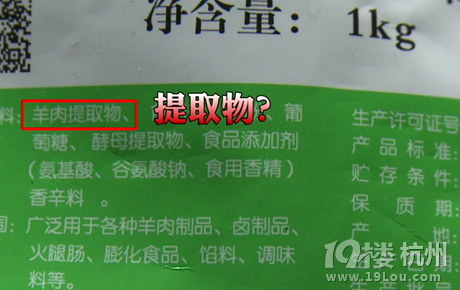 净含量： 1kg
料：羊肉提取物、 提取物? 葡
萄糖、酵母提取物、食品添加剂
(氨基酸、谷氨酸钠、食用香精)
香辛料 。
围：广泛用于各种羊肉制品、卤制品、
火腿肠、膨化食品、馅料、调味
料等。
生产许可证号
产品标准：
贮存条件：
保质期
19楼 杭州
www.19lou.com